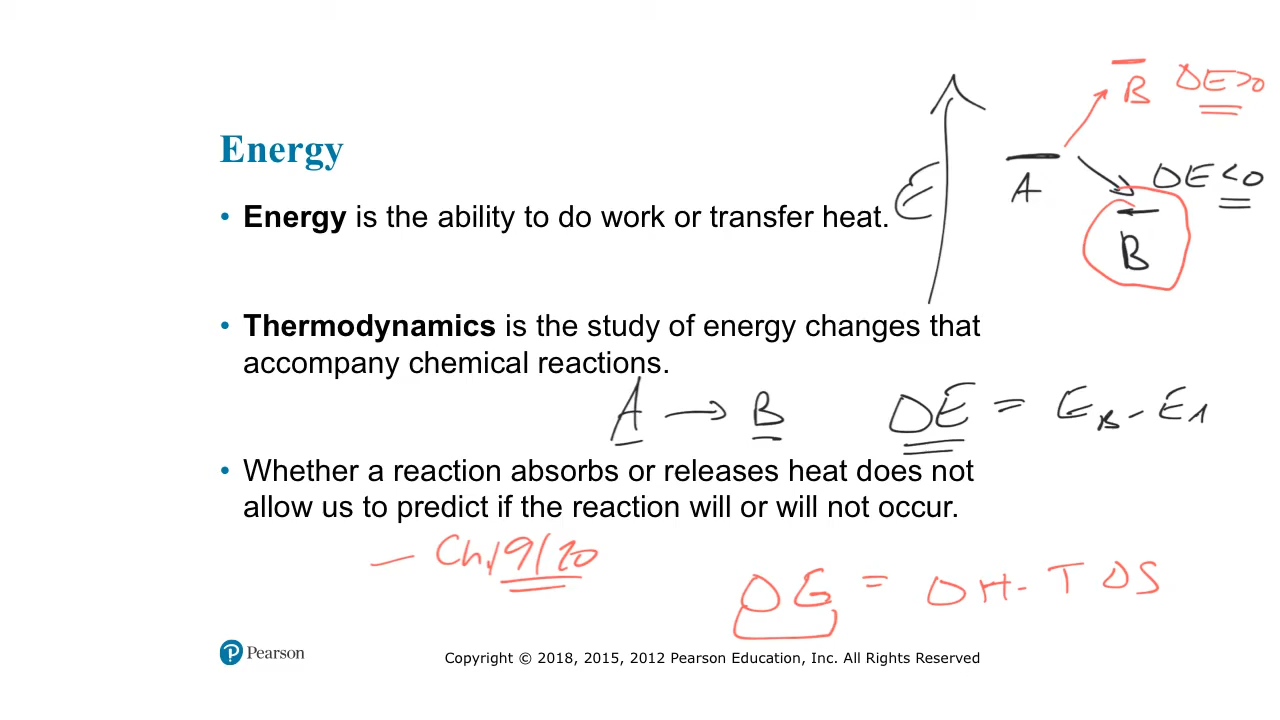 B ΔE>0
Energy
E
A
ΔE<0
• Energy is the ability to do work or transfer heat.
B
• Thermodynamics is the study of energy changes that
accompany chemical reactions.
A → B ΔE = E_B - E_A
• Whether a reaction absorbs or releases heat does not
allow us to predict if the reaction will or will not occur.
— Ch. 19/20
ΔG = ΔH - TΔS
P Pearson
Copyright © 2018, 2015, 2012 Pearson Education, Inc. All Rights Reserved